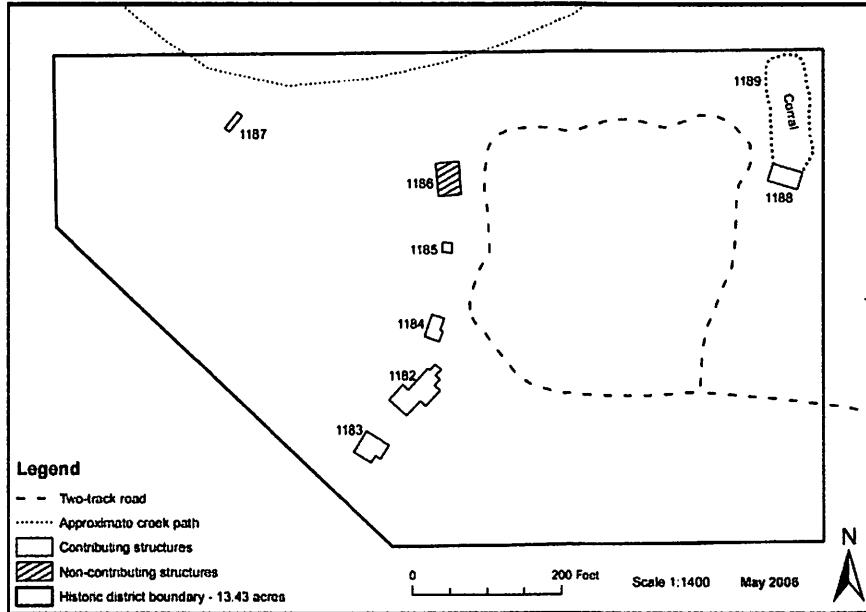 1189
Corral
1187
1186
1188
1185
1184
1182
1183
Legend
Two-track road
Approximate creek path
Contributing structures
Non-contributing structures
Historic district boundary - 13.43 acres
0 200 Feet
Scale 1:1400
May 2006
N